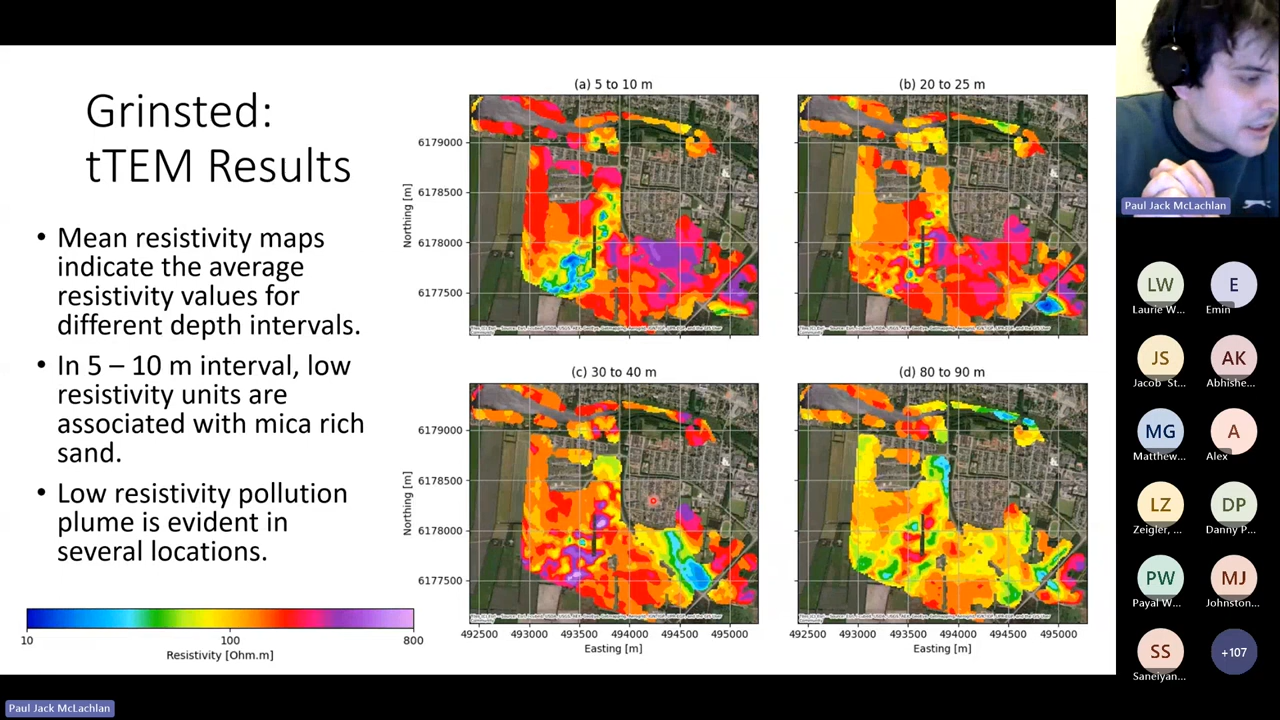 Grinsted:
tTEM Results
• Mean resistivity maps
indicate the average
resistivity values for
different depth intervals.
• In 5 – 10 m interval, low
resistivity units are
associated with mica rich
sand.
• Low resistivity pollution
plume is evident in
several locations.
10
100
800
Resistivity [Ohm.m]
(a) 5 to 10 m
(b) 20 to 25 m
Northing [m]
6179000
6178500
6178000
6177500
(c) 30 to 40 m
(d) 80 to 90 m
Northing [m]
6179000
6178500
6178000
6177500
492500 493000 493500 494000 494500 495000
492500 493000 493500 494000 494500 495000
Easting [m]
Easting [m]
Paul Jack McLachlan
LW
E
Laurie W...
Emin
JS
AK
Jacob St...
Abhishe...
MG
A
Matthew...
Alex
LZ
DP
Zeigler, ...
Danny P...
PW
MJ
Payal W...
Johnston...
SS
+107
Saneiyan...
Paul Jack McLachlan